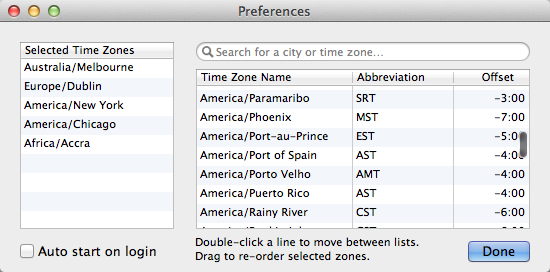 Preferences
Selected Time Zones
Australia/Melbourne
Europe/Dublin
America/New York
America/Chicago
Africa/Accra
Auto start on login
Search for a city or time zone...
Time Zone Name Abbreviation Offset
America/Paramaribo SRT -3:00
America/Phoenix MST -7:00
America/Port-au-Prince EST -5:00
America/Port of Spain AST -4:00
America/Porto Velho AMT -4:00
America/Puerto Rico AST -4:00
America/Rainy River CST -6:00
Double-click a line to move between lists.
Drag to re-order selected zones.
Done